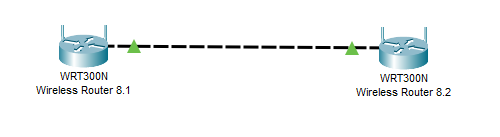 WRT300N
Wireless Router 8.1
WRT300N
Wireless Router 8.2